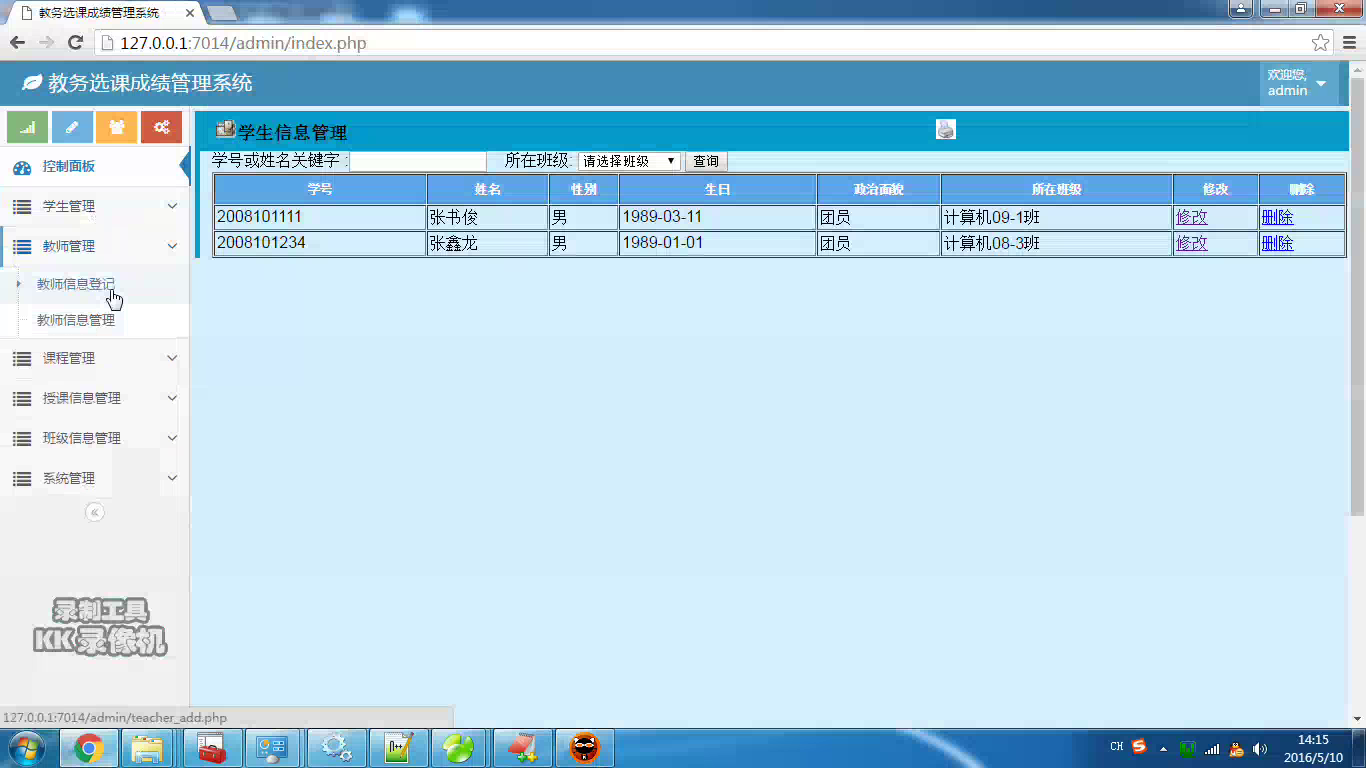 教务选课成绩管理系统
127.0.0.1:7014/admin/index.php
教务选课成绩管理系统
欢迎您,
admin
控制面板
学生管理
教师管理
教师信息登记
教师信息管理
课程管理
授课信息管理
班级信息管理
系统管理
学生信息管理
学号或姓名关键字 : 所在班级: 请选择班级 查询
学号 姓名 性别 生日 政治面貌 所在班级 修改 删除
2008101111 张书俊 男 1989-03-11 团员 计算机09-1班 修改 删除
2008101234 张鑫龙 男 1989-01-01 团员 计算机08-3班 修改 删除
录制工具
KK录像机
127.0.0.1:7014/admin/teacher_add.php
CH
14:15
2016/5/10